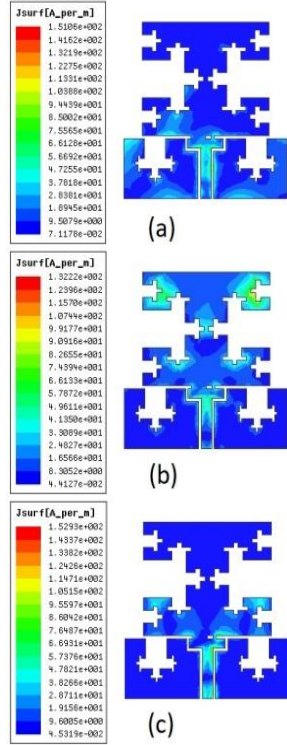 Jsurf[A_per_m]
1.5106e+002
1.4162e+002
1.3219e+002
1.2275e+002
1.1331e+002
1.0388e+002
9.4439e+001
8.5002e+001
7.5565e+001
6.6128e+001
5.6692e+001
4.7255e+001
3.7818e+001
2.8381e+001
1.8945e+001
9.5079e+000
7.1178e-002
(a)
Jsurf[A_per_m]
1.3222e+002
1.2396e+002
1.1570e+002
1.0744e+002
9.9177e+001
9.0916e+001
8.2655e+001
7.4394e+001
6.6133e+001
5.7872e+001
4.9611e+001
4.1350e+001
3.3089e+001
2.4827e+001
1.6566e+001
8.3052e+000
4.4127e-002
(b)
Jsurf[A_per_m]
1.5293e+002
1.4337e+002
1.3382e+002
1.2426e+002
1.1471e+002
1.0515e+002
9.5597e+001
8.6042e+001
7.6487e+001
6.6931e+001
5.7376e+001
4.7821e+001
3.8266e+001
2.8711e+001
1.9156e+001
9.6005e+000
4.5319e-002
(c)